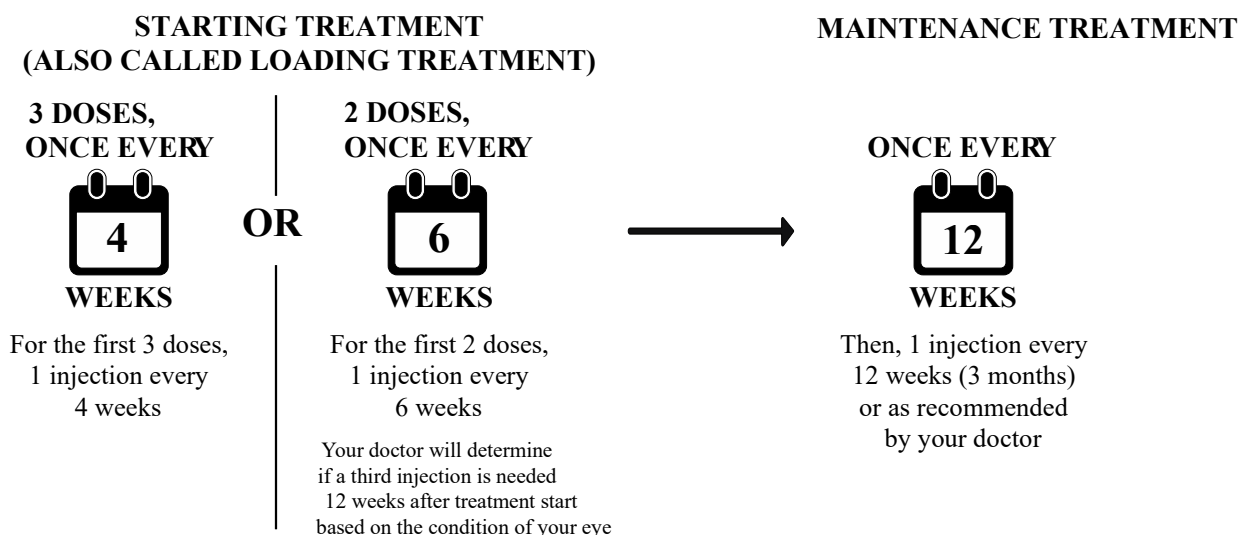 STARTING TREATMENT
(ALSO CALLED LOADING TREATMENT)
3 DOSES,
ONCE EVERY
4
WEEKS
For the first 3 doses,
1 injection every
4 weeks
OR
2 DOSES,
ONCE EVERY
6
WEEKS
For the first 2 doses,
1 injection every
6 weeks
Your doctor will determine
if a third injection is needed
12 weeks after treatment start
based on the condition of your eye
MAINTENANCE TREATMENT
ONCE EVERY
12
WEEKS
Then, 1 injection every
12 weeks (3 months)
or as recommended
by your doctor